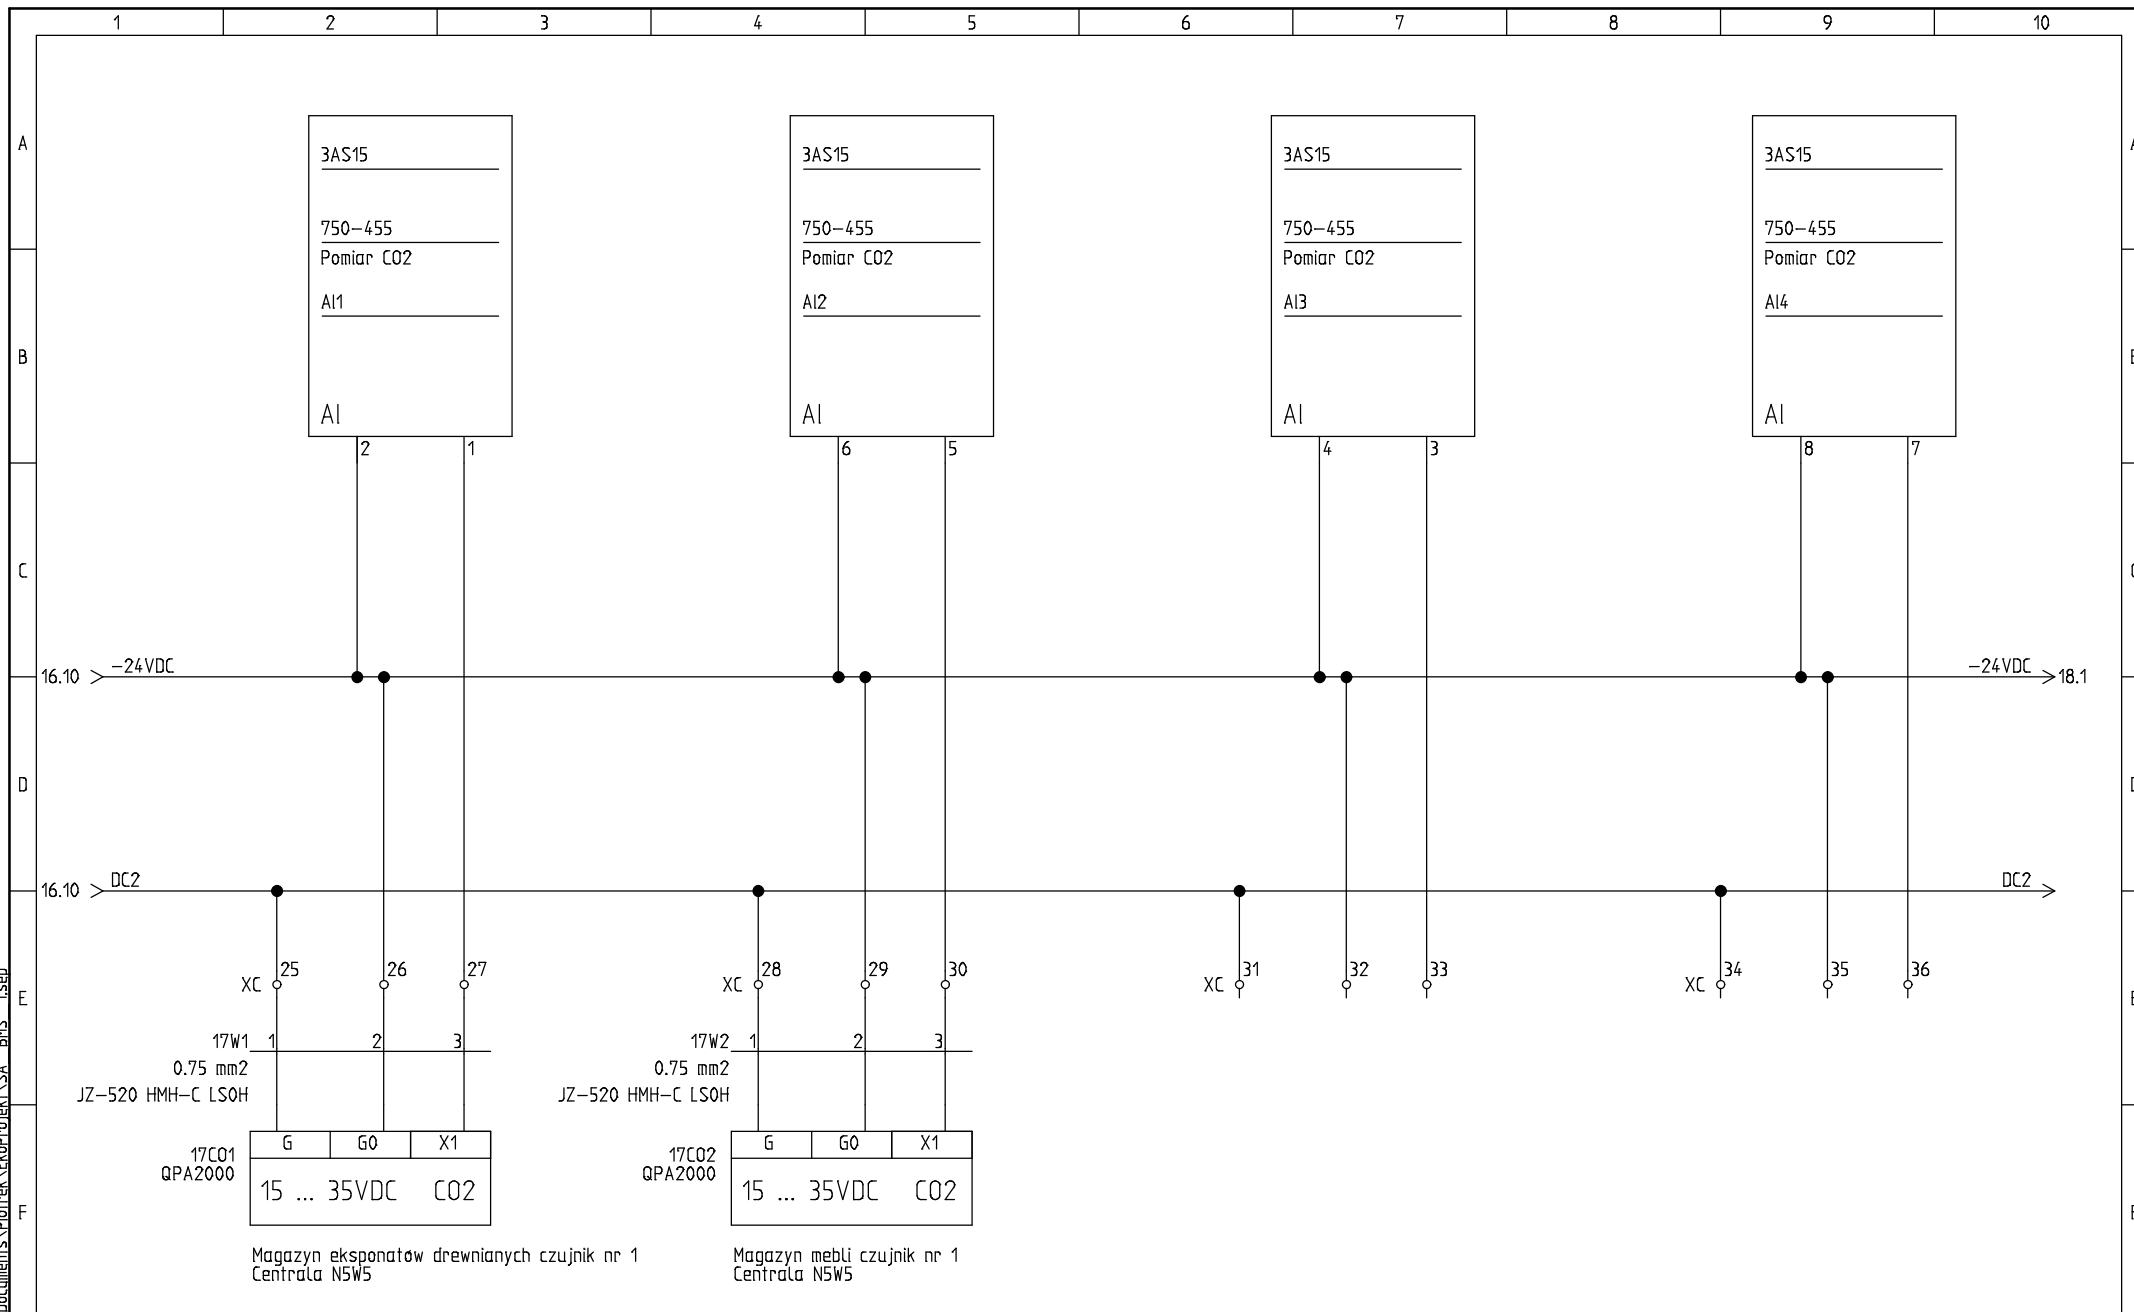 1 2 3 4 5 6 7 8 9 10
A
3AS15 3AS15 3AS15 3AS15
750-455 750-455 750-455 750-455
Pomiar CO2 Pomiar CO2 Pomiar CO2 Pomiar CO2
AI1 AI2 AI3 AI4
B
AI AI AI AI
2 1 6 5 4 3 8 7
C
16.10 -24VDC -24VDC 18.1
D
16.10 DC2 DC2
E
XC 25 26 27 XC 28 29 30 XC 31 32 33 XC 34 35 36
17W1 1 2 3 17W2 1 2 3
0.75 mm2 0.75 mm2
JZ-520 HMH-C LS0H JZ-520 HMH-C LS0H
G G0 X1 G G0 X1
17CO1 17CO2
QPA2000 QPA2000
15 ... 35VDC CO2 15 ... 35VDC CO2
F
Magazyn eksponatów drewnianych czujnik nr 1 Magazyn mebli czujnik nr 1
Centrala N5W5 Centrala N5W5